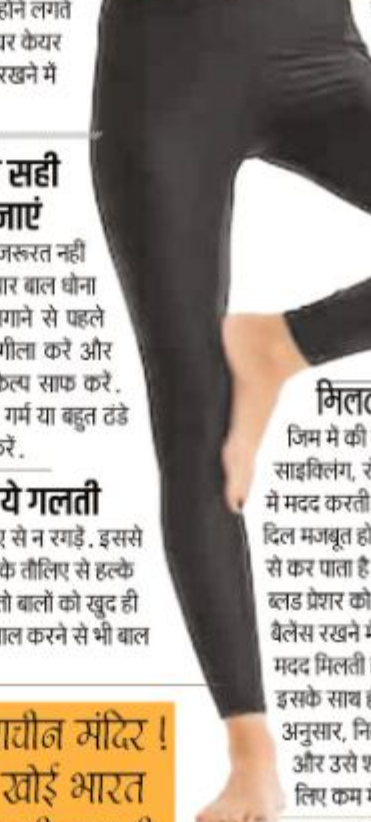 होने लगते
केयर
रखने में
सही
जरूरत नहीं
बार बाल धोना
लगाने से पहले
गीला करें और
साफ करें.
गर्म या बहुत ठंडे
ये गलती
से न रगड़ें. इससे
के तौलिए से हल्के
तो बालों को खुद ही
करने से भी बाल
प्राचीन मंदिर !
खोई भारत
जिम में की
साइक्लिंग,
में मदद करती
दिल मजबूत
से कर पाता है
ब्लड प्रेशर को
बैलेंस रखने
मदद मिलती
इसके साथ
अनुसार,
और उसे
लिए कम